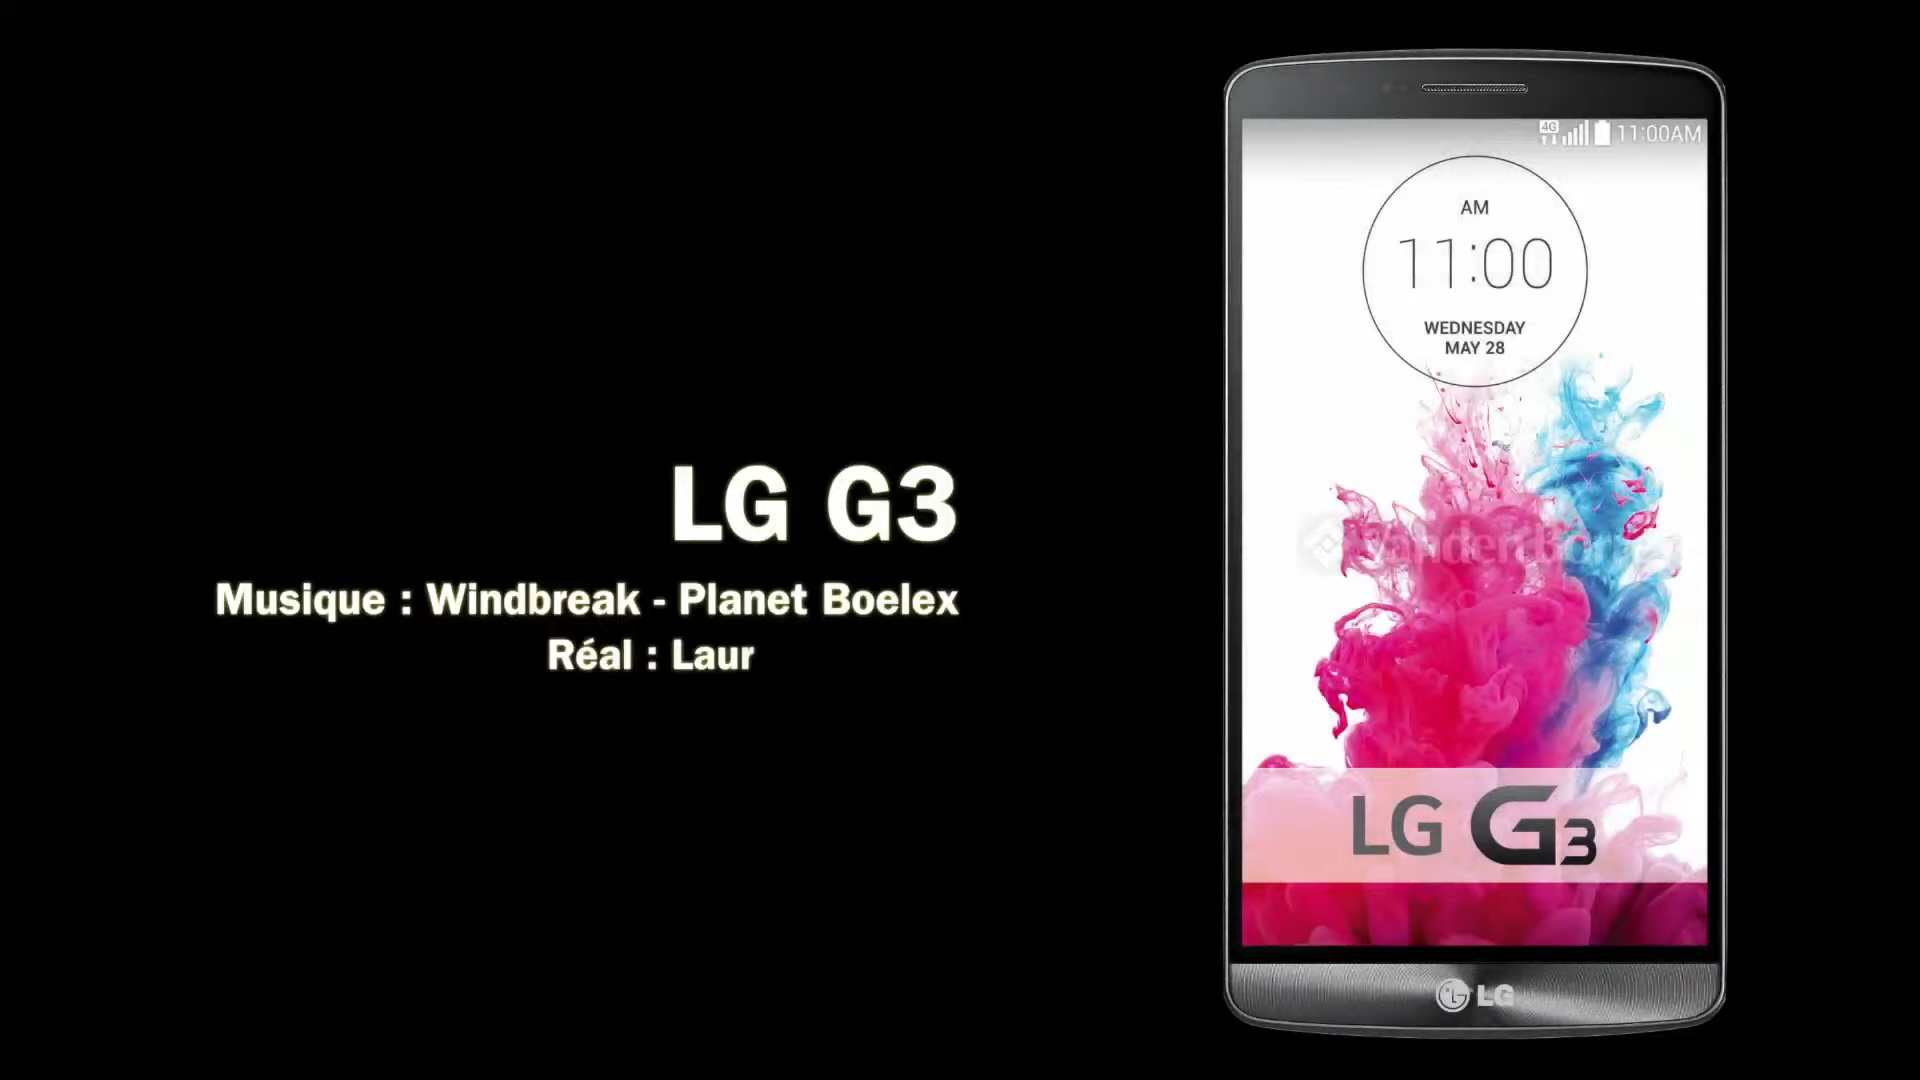 LG G3
Musique : Windbreak - Planet Boelex
Réal : Laur
4G 11:00AM
AM
11:00
WEDNESDAY
MAY 28
LG G3
LG